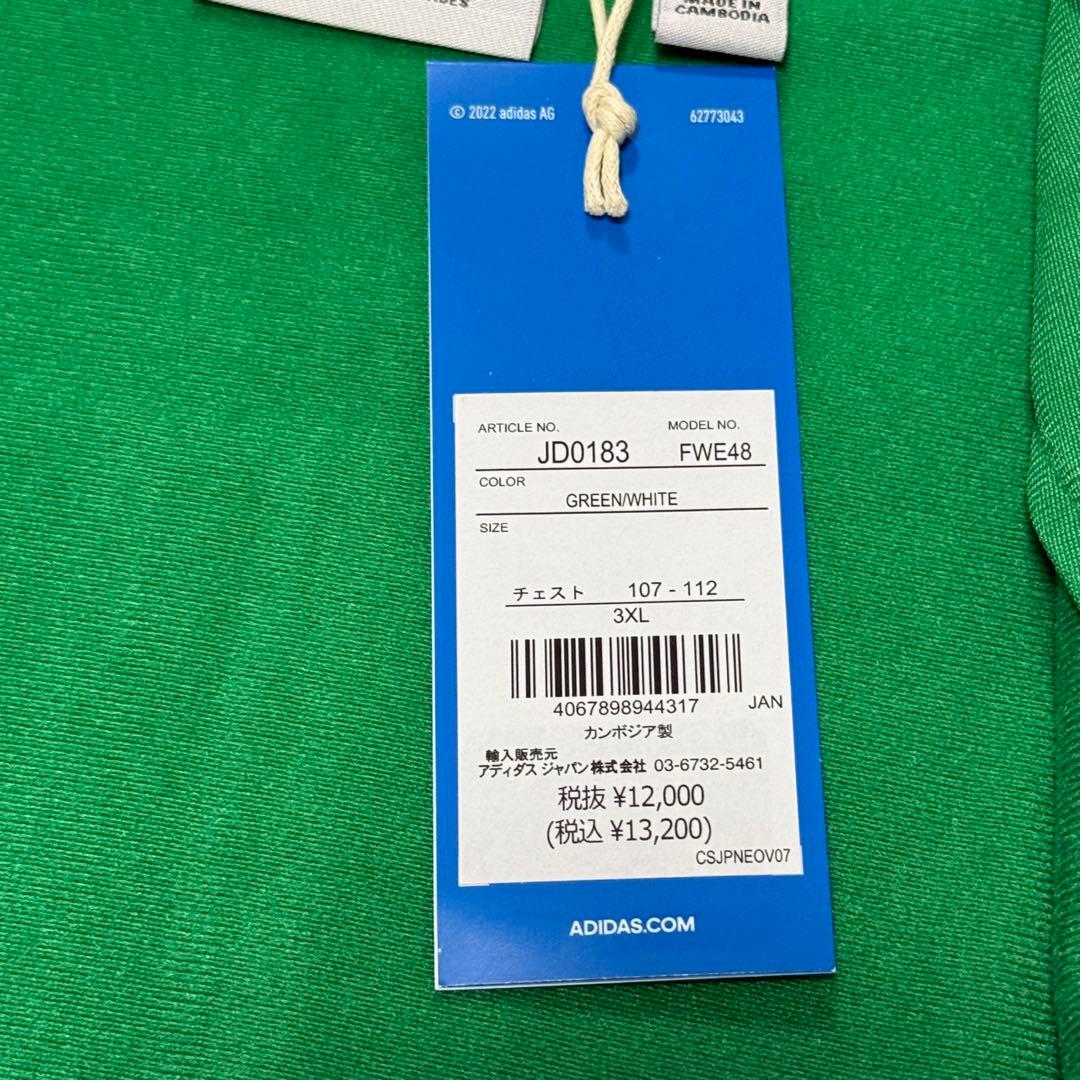 MADE IN
CAMBODIA
© 2022 adidas AG
62773043
ARTICLE NO.
MODEL NO.
JD0183
FWE48
COLOR
GREEN/WHITE
SIZE
チェスト 107 - 112
3XL
4067898944317
JAN
カンボジア製
輸入販売元
アディダス ジャパン株式会社 03-6732-5461
税抜 ¥12,000
(税込 ¥13,200)
CSJPNEOV07
ADIDAS.COM